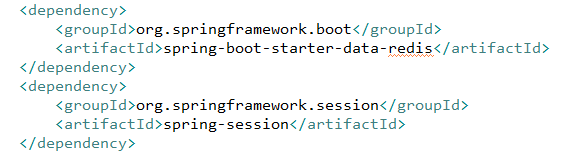 <dependency>
<groupId>org.springframework.boot</groupId>
<artifactId>spring-boot-starter-data-redis</artifactId>
</dependency>
<dependency>
<groupId>org.springframework.session</groupId>
<artifactId>spring-session</artifactId>
</dependency>